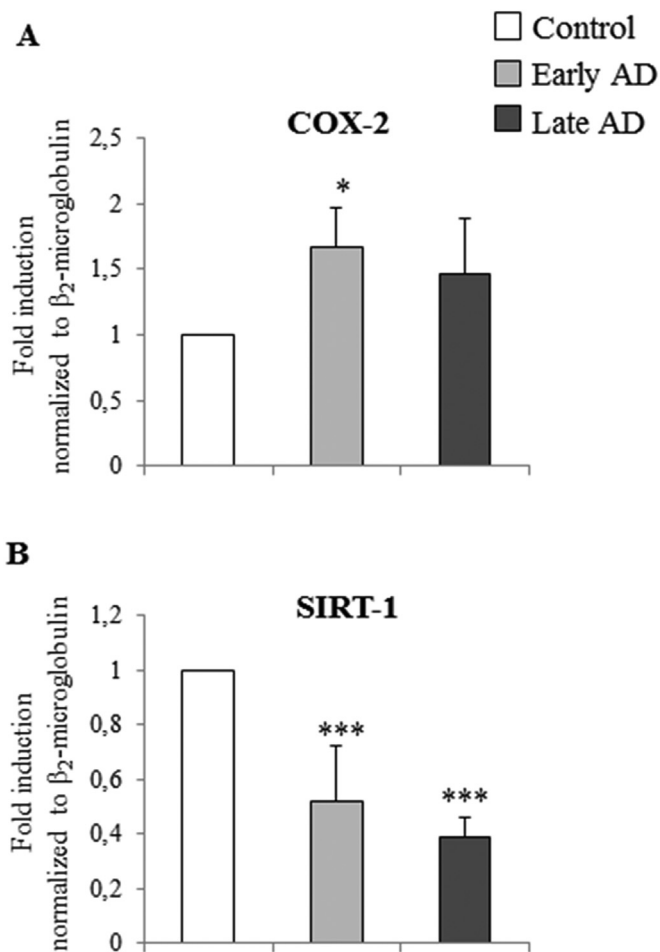 A
Control
Early AD
Late AD
COX-2
Fold induction
normalized to β₂-microglobulin
2,5
2
1,5
1
0,5
0
*
B
SIRT-1
Fold induction
normalized to β₂-microglobulin
1,2
1
0,8
0,6
0,4
0,2
0
***
***